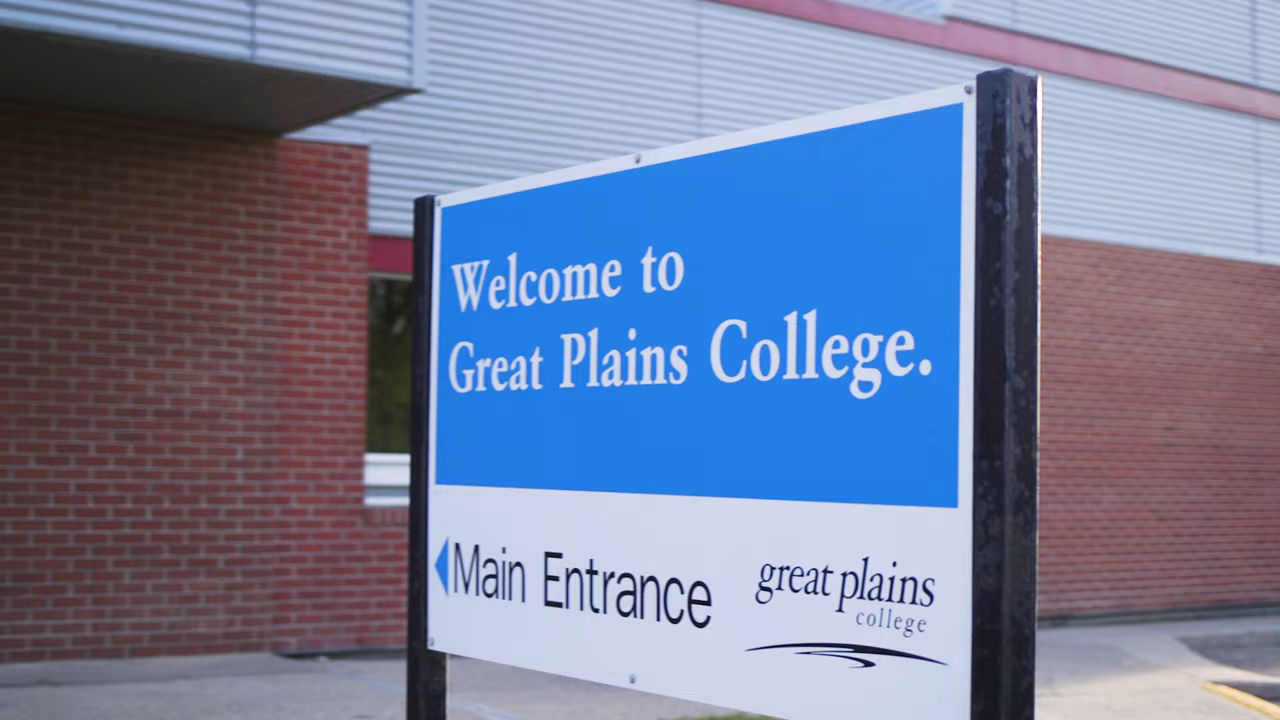 Welcome to
Great Plains College.
Main Entrance
great plains
college